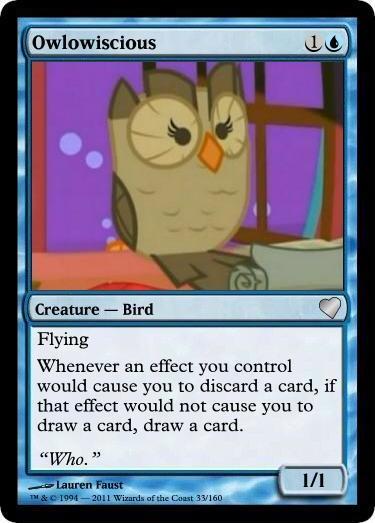 Owlowiscious 1
Creature — Bird
Flying
Whenever an effect you control
would cause you to discard a card, if
that effect would not cause you to
draw a card, draw a card.
“Who.”
Lauren Faust
1/1
™ & © 1994 — 2011 Wizards of the Coast 33/160